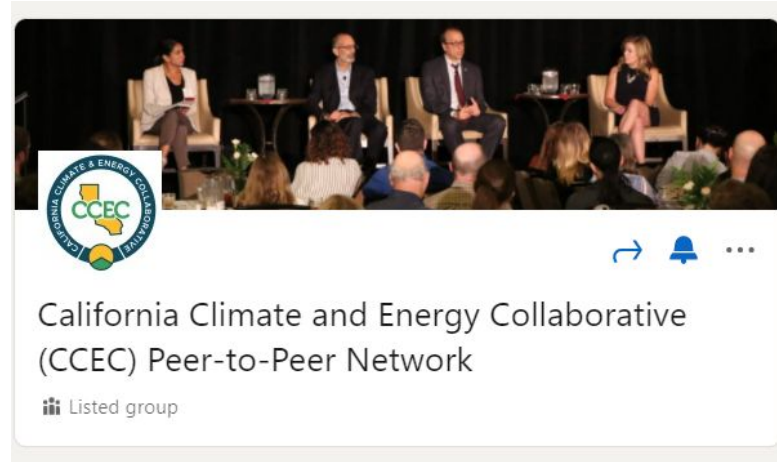 CALIFORNIA CLIMATE & ENERGY COLLABORATIVE
CCEC
California Climate and Energy Collaborative
(CCEC) Peer-to-Peer Network
Listed group